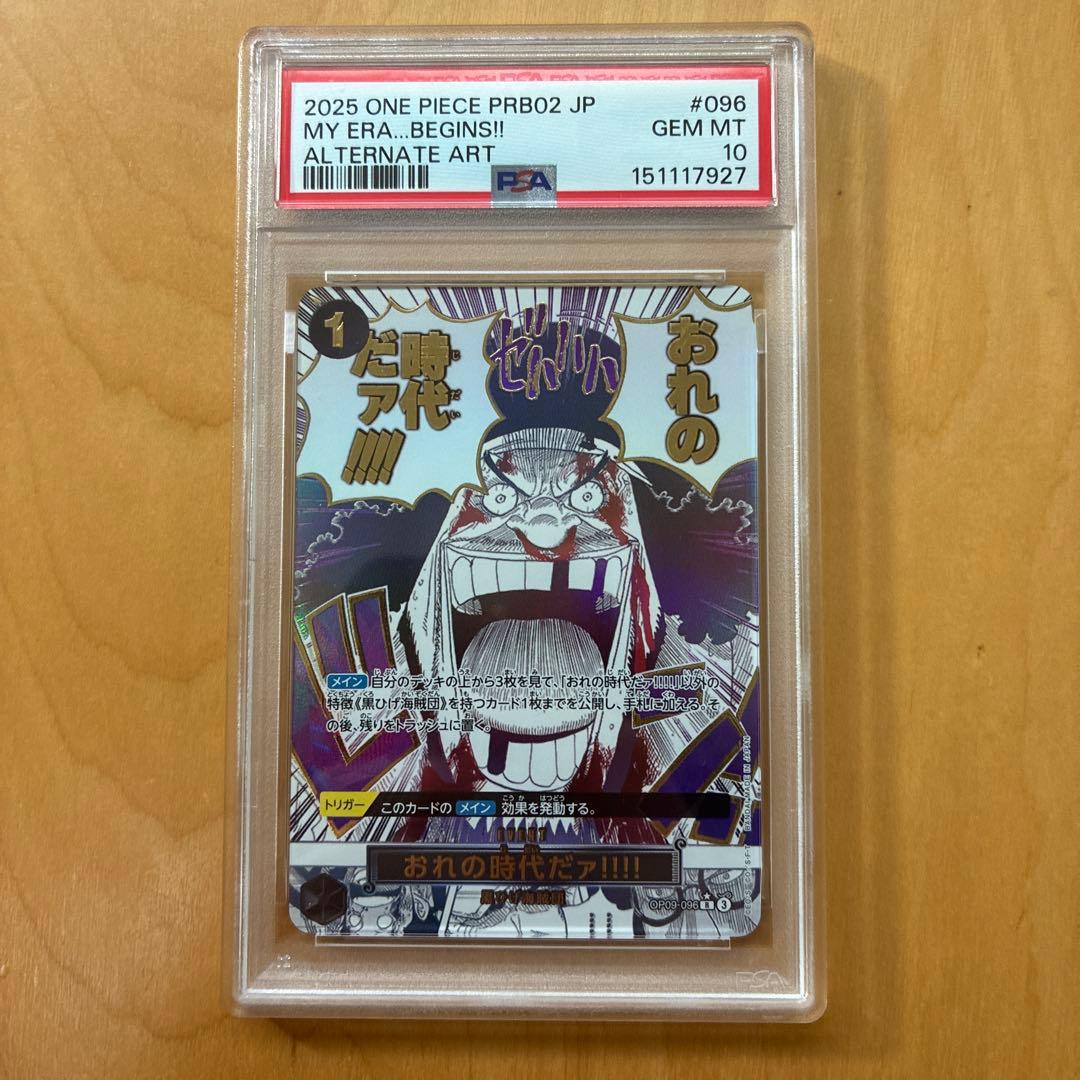 2025 ONE PIECE PRB02 JP #096
MY ERA...BEGINS!! GEM MT
ALTERNATE ART 10
PSA 151117927
1
おれの
ゼハハハ
時代
だァ!!!!
メイン 自分のデッキの上から3枚を見て、「おれの時代だァ!!!!」以外の
特徴《黒ひげ海賊団》を持つカード1枚までを公開し、手札に加える。そ
の後、残りをトラッシュに置く。
トリガー このカードの メイン 効果を発動する。
EVENT
おれの時代だァ!!!!
黒ひげ海賊団
OP09-096 R 3
BANDAI MADE IN JAPAN
PSA